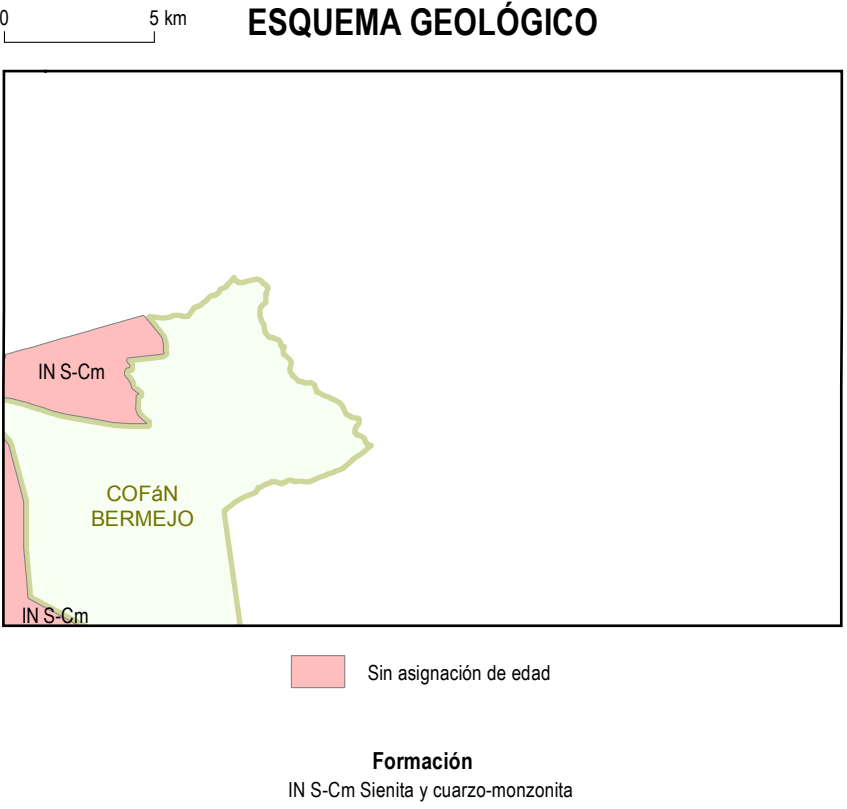 0 5 km
ESQUEMA GEOLÓGICO
IN S-Cm
COFáN
BERMEJO
IN S-Cm
Sin asignación de edad
Formación
IN S-Cm Sienita y cuarzo-monzonita